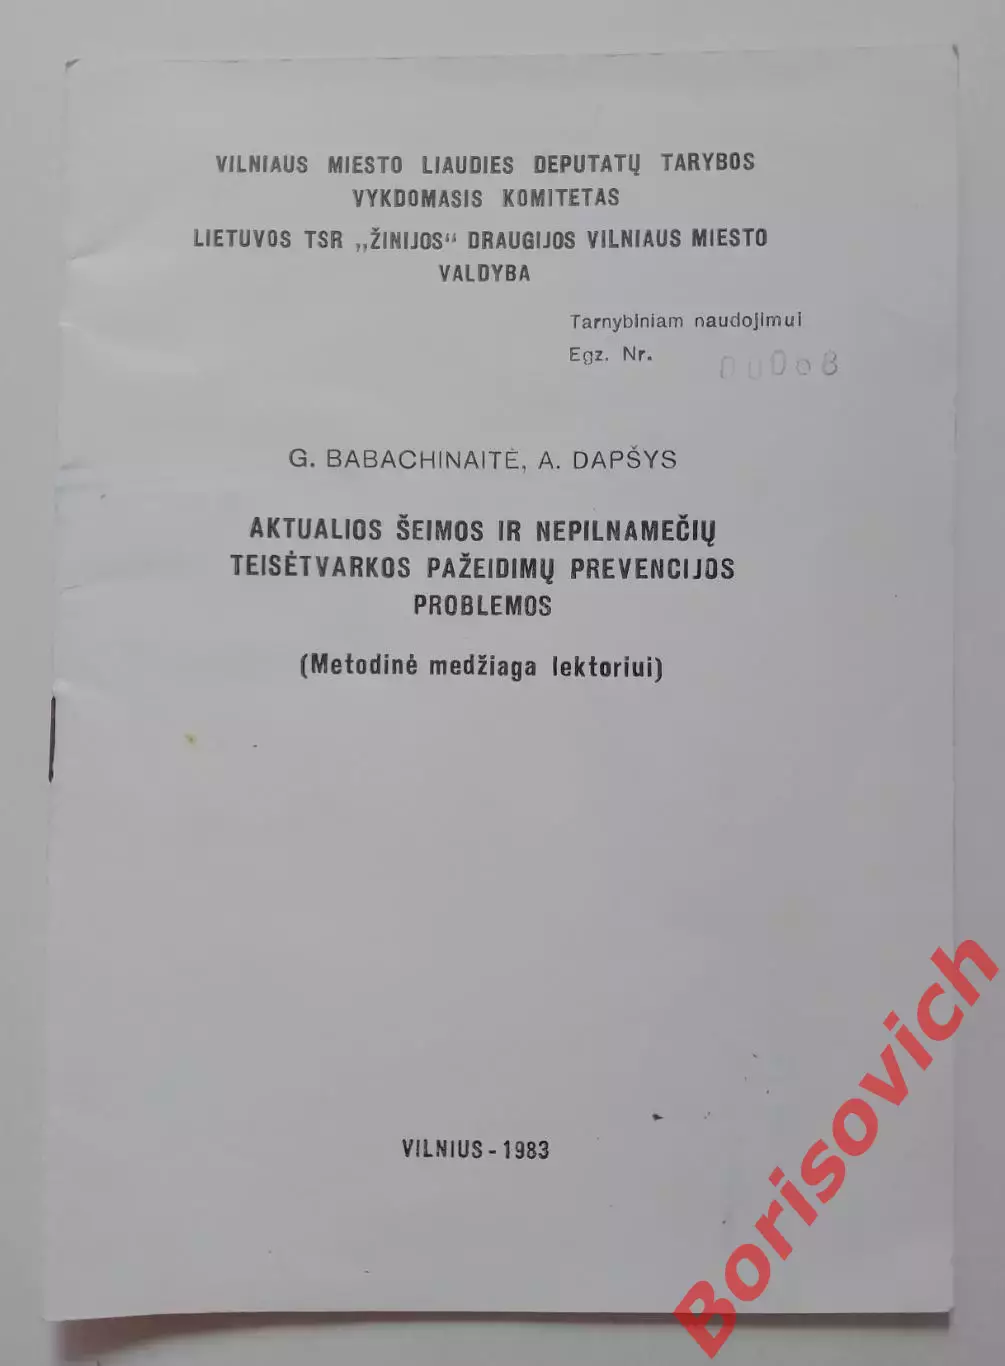 VILNIAUS MIESTO LIAUDIES DEPUTATŲ TARYBOS
VYKDOMASIS KOMITETAS
LIETUVOS TSR „ŽINIJOS“ DRAUGIJOS VILNIAUS MIESTO
VALDYBA
Tarnybiniam naudojimui
Egz. Nr. 00008
G. BABACHINAITĖ, A. DAPŠYS
AKTUALIOS ŠEIMOS IR NEPILNAMEČIŲ
TEISĖTVARKOS PAŽEIDIMŲ PREVENCIJOS
PROBLEMOS
(Metodinė medžiaga lektoriui)
VILNIUS - 1983
Borisovich